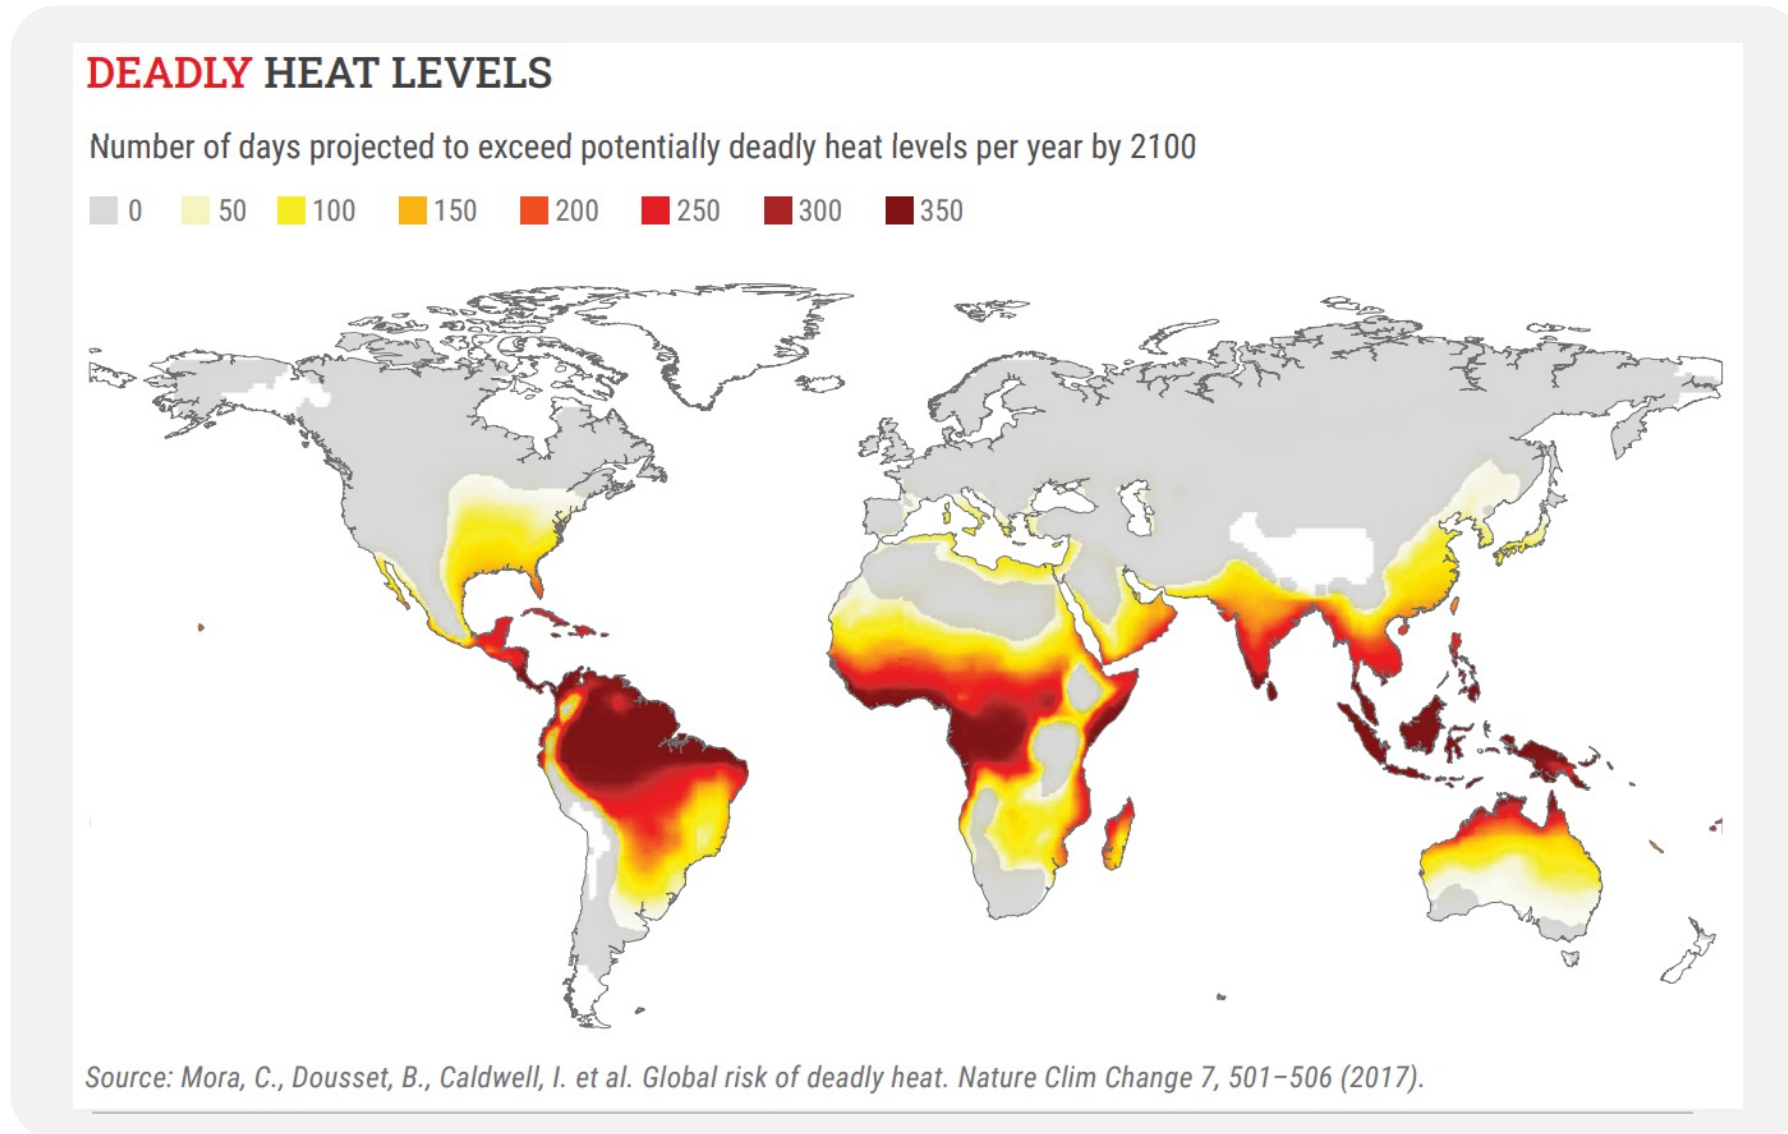 DEADLY HEAT LEVELS
Number of days projected to exceed potentially deadly heat levels per year by 2100
0 50 100 150 200 250 300 350
Source: Mora, C., Dousset, B., Caldwell, I. et al. Global risk of deadly heat. Nature Clim Change 7, 501–506 (2017).